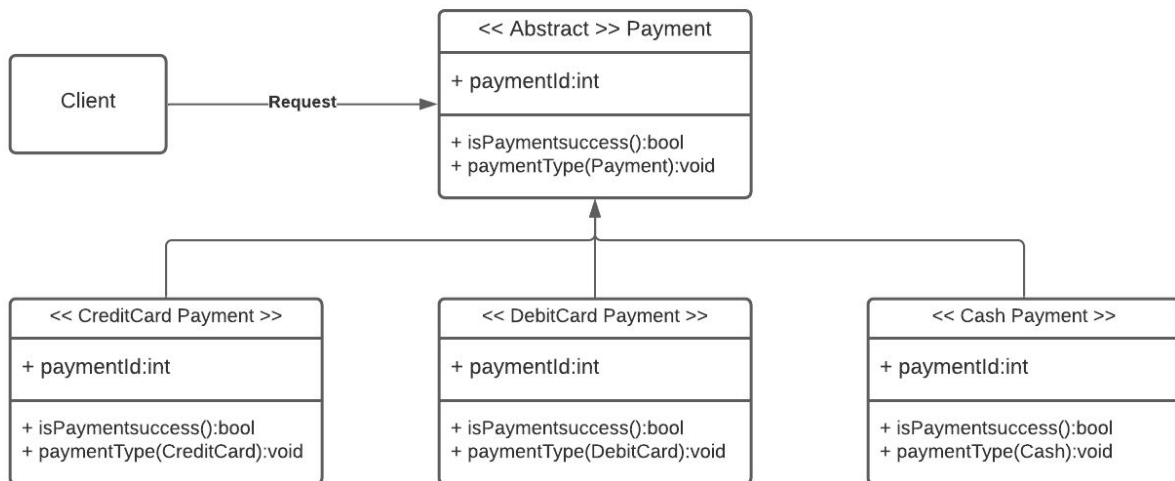 << Abstract >> Payment
Client
Request
+ paymentId:int
+ isPaymentsuccess():bool
+ paymentType(Payment):void
<< CreditCard Payment >>
+ paymentId:int
+ isPaymentsuccess():bool
+ paymentType(CreditCard):void
<< DebitCard Payment >>
+ paymentId:int
+ isPaymentsuccess():bool
+ paymentType(DebitCard):void
<< Cash Payment >>
+ paymentId:int
+ isPaymentsuccess():bool
+ paymentType(Cash):void